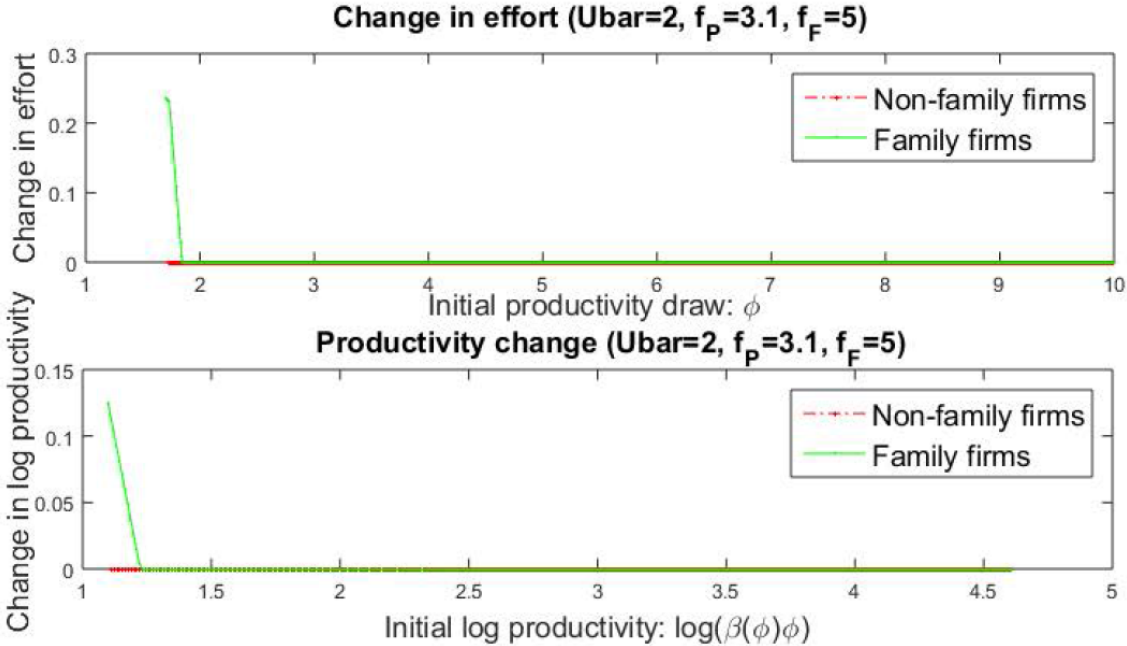 Change in effort (Ubar=2, f_P=3.1, f_F=5)
Change in effort
0.3
0.2
0.1
0
Non-family firms
Family firms
1 2 3 4 5 6 7 8 9 10
Initial productivity draw: ϕ
Productivity change (Ubar=2, f_P=3.1, f_F=5)
Change in log productivity
0.15
0.1
0.05
0
Non-family firms
Family firms
1 1.5 2 2.5 3 3.5 4 4.5 5
Initial log productivity: log(β(ϕ)ϕ)